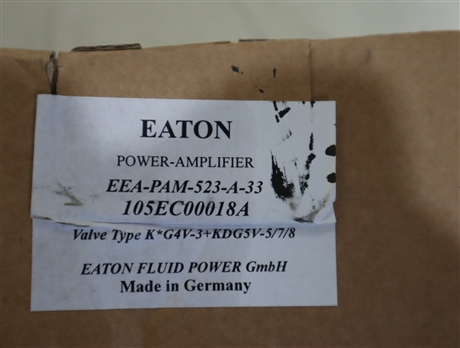 EATON
POWER-AMPLIFIER
EEA-PAM-523-A-33
105EC00018A
Valve Type K*G4V-3+KDG5V-5/7/8
EATON FLUID POWER GmbH
Made in Germany